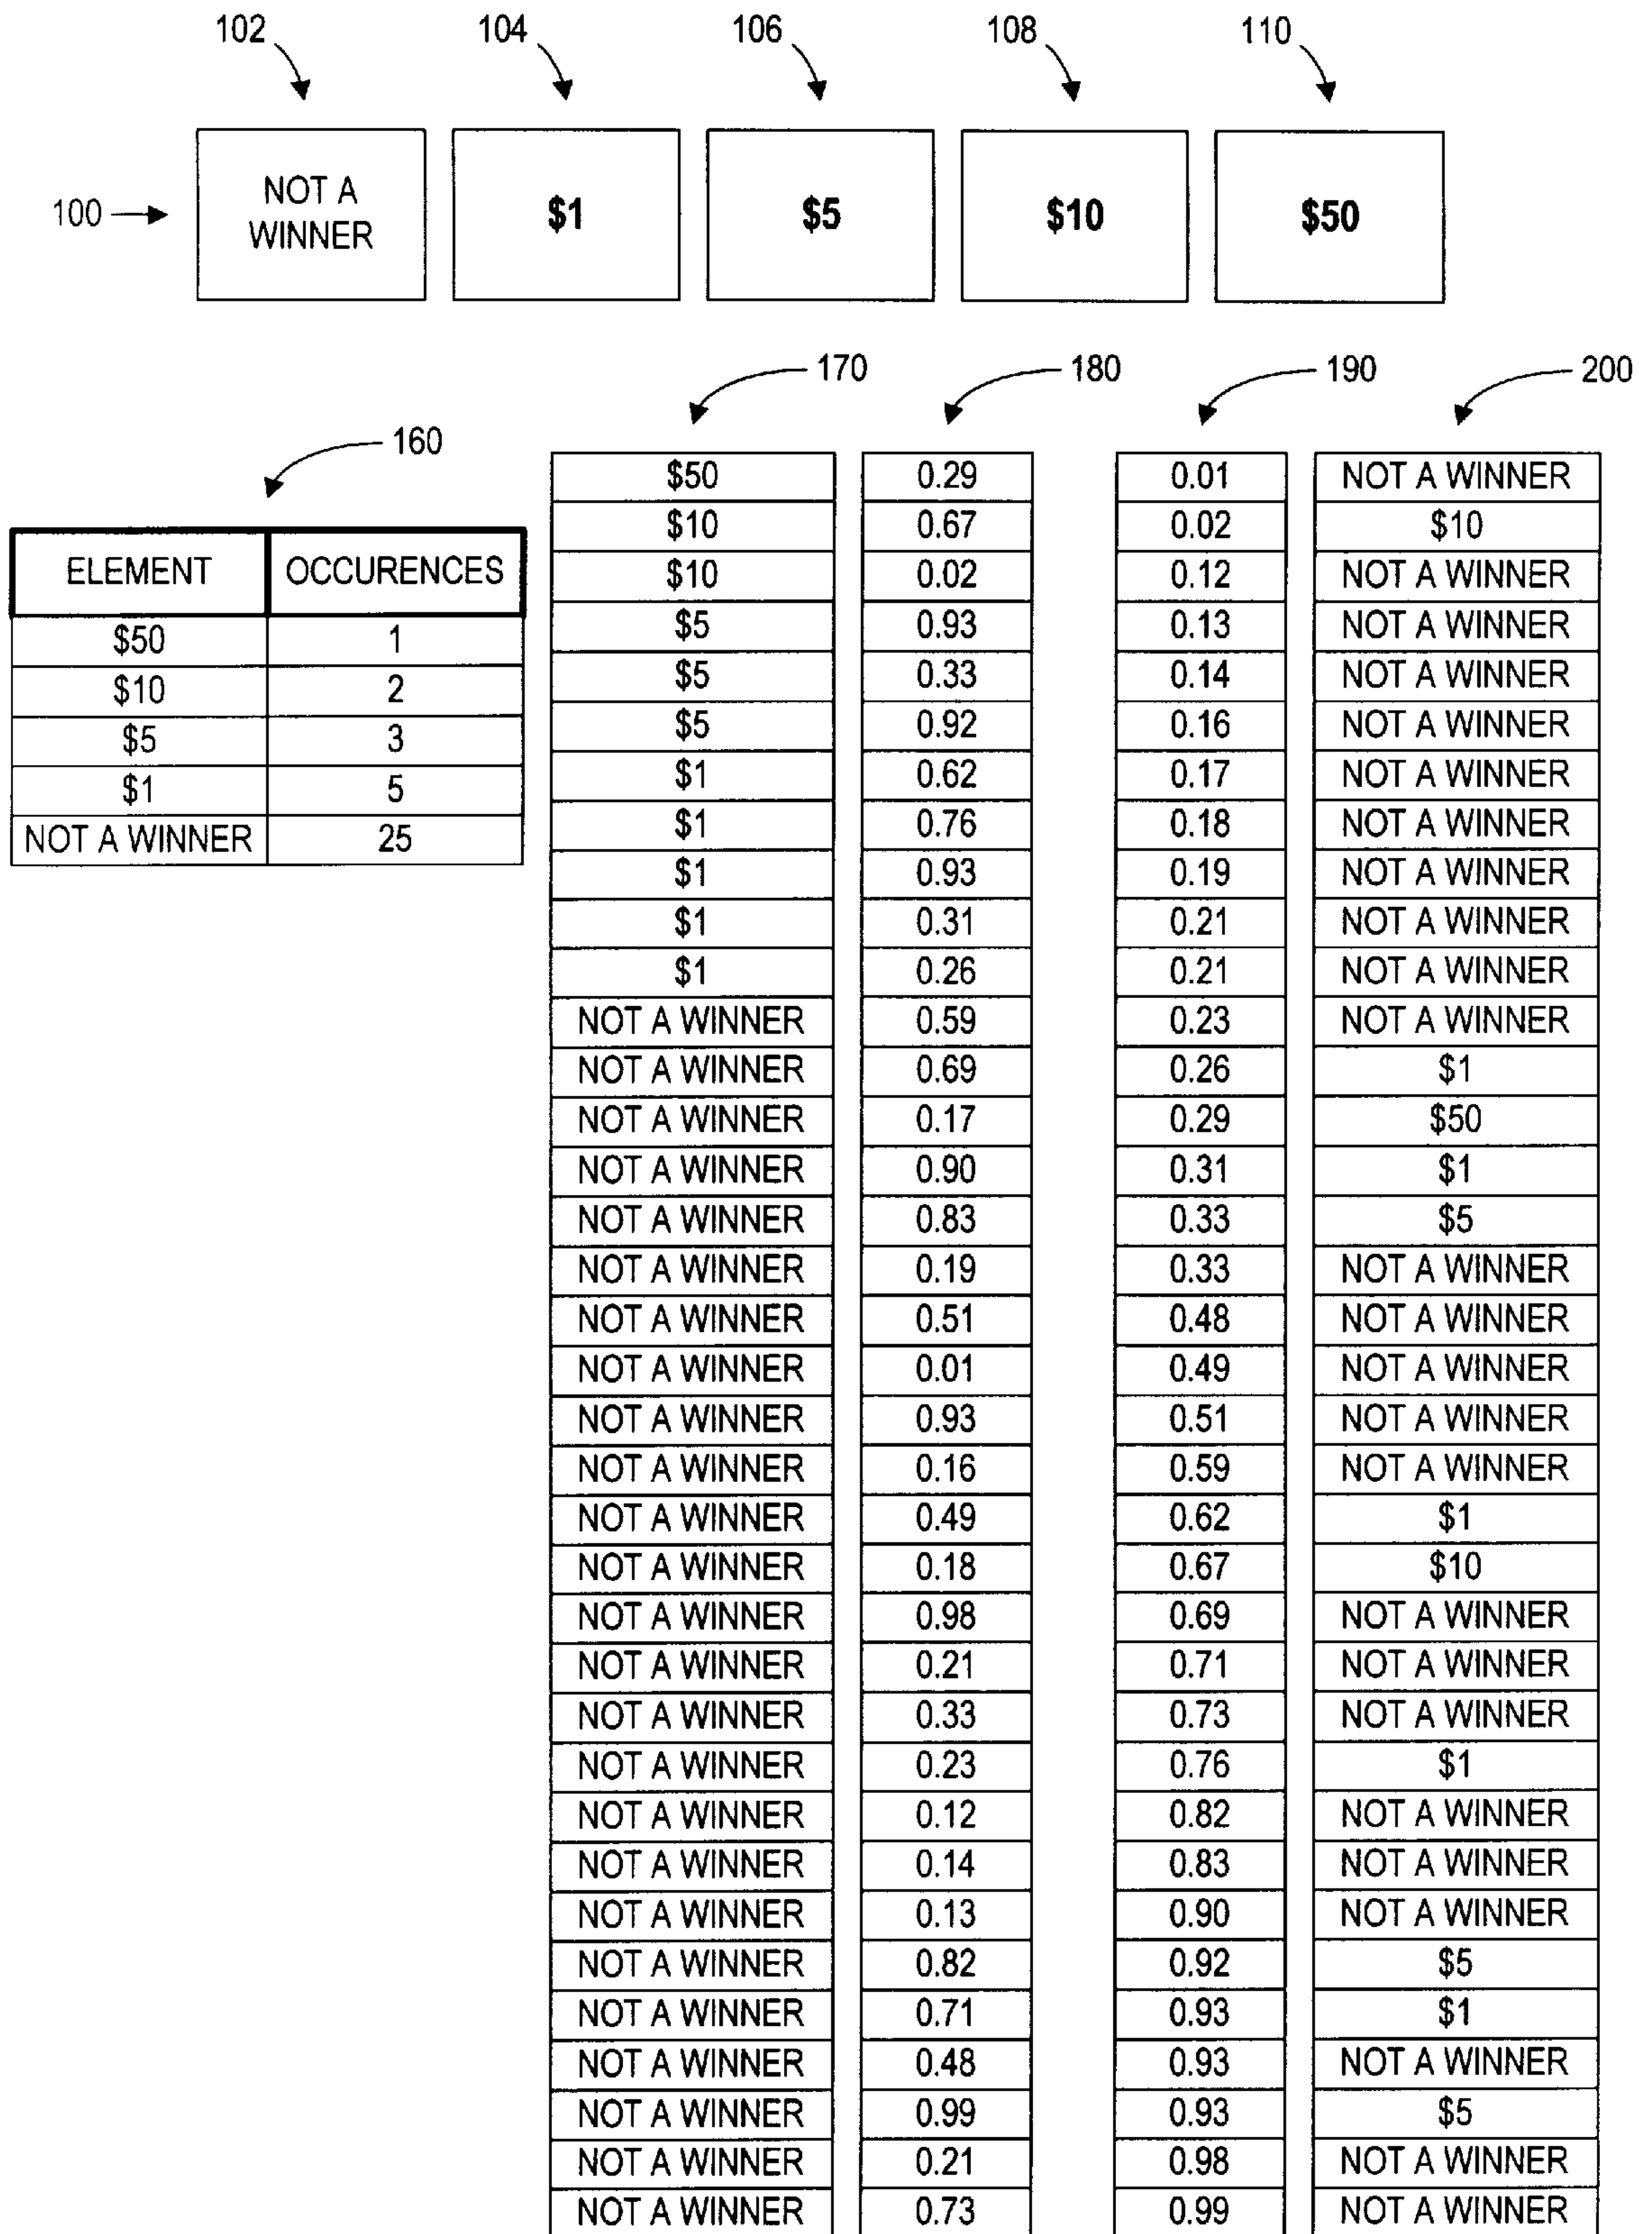 102 104 106 108 110
100 NOT A WINNER $1 $5 $10 $50
170 180 190 200
160
ELEMENT OCCURENCES
$50 1
$10 2
$5 3
$1 5
NOT A WINNER 25
$50 0.29 0.01 NOT A WINNER
$10 0.67 0.02 $10
$10 0.02 0.12 NOT A WINNER
$5 0.93 0.13 NOT A WINNER
$5 0.33 0.14 NOT A WINNER
$5 0.92 0.16 NOT A WINNER
$1 0.62 0.17 NOT A WINNER
$1 0.76 0.18 NOT A WINNER
$1 0.93 0.19 NOT A WINNER
$1 0.31 0.21 NOT A WINNER
$1 0.26 0.21 NOT A WINNER
NOT A WINNER 0.59 0.23 NOT A WINNER
NOT A WINNER 0.69 0.26 $1
NOT A WINNER 0.17 0.29 $50
NOT A WINNER 0.90 0.31 $1
NOT A WINNER 0.83 0.33 $5
NOT A WINNER 0.19 0.33 NOT A WINNER
NOT A WINNER 0.51 0.48 NOT A WINNER
NOT A WINNER 0.01 0.49 NOT A WINNER
NOT A WINNER 0.93 0.51 NOT A WINNER
NOT A WINNER 0.16 0.59 NOT A WINNER
NOT A WINNER 0.49 0.62 $1
NOT A WINNER 0.18 0.67 $10
NOT A WINNER 0.98 0.69 NOT A WINNER
NOT A WINNER 0.21 0.71 NOT A WINNER
NOT A WINNER 0.33 0.73 NOT A WINNER
NOT A WINNER 0.23 0.76 $1
NOT A WINNER 0.12 0.82 NOT A WINNER
NOT A WINNER 0.14 0.83 NOT A WINNER
NOT A WINNER 0.13 0.90 NOT A WINNER
NOT A WINNER 0.82 0.92 $5
NOT A WINNER 0.71 0.93 $1
NOT A WINNER 0.48 0.93 NOT A WINNER
NOT A WINNER 0.99 0.93 $5
NOT A WINNER 0.21 0.98 NOT A WINNER
NOT A WINNER 0.73 0.99 NOT A WINNER